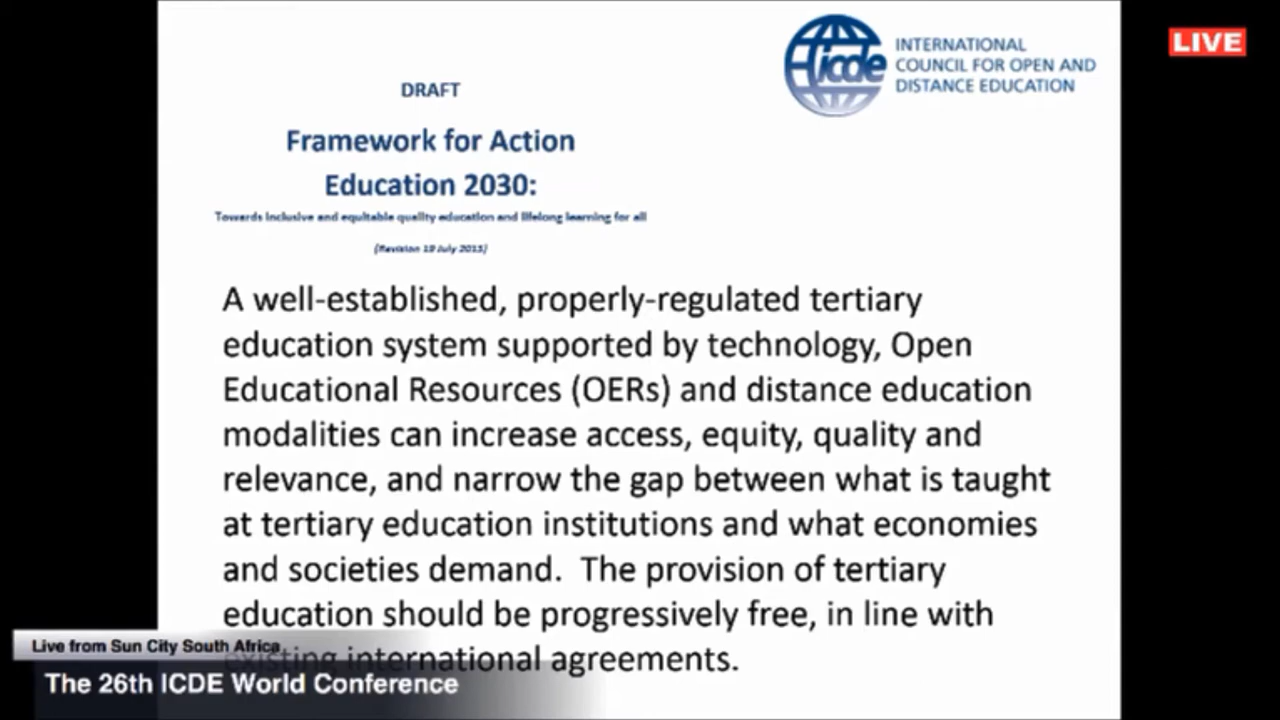 INTERNATIONAL
COUNCIL FOR OPEN AND
DISTANCE EDUCATION
icde
LIVE
DRAFT
Framework for Action
Education 2030:
Towards inclusive and equitable quality education and lifelong learning for all
(Revision 19 July 2015)
A well-established, properly-regulated tertiary
education system supported by technology, Open
Educational Resources (OERs) and distance education
modalities can increase access, equity, quality and
relevance, and narrow the gap between what is taught
at tertiary education institutions and what economies
and societies demand. The provision of tertiary
education should be progressively free, in line with
existing international agreements.
Live from Sun City South Africa
The 26th ICDE World Conference